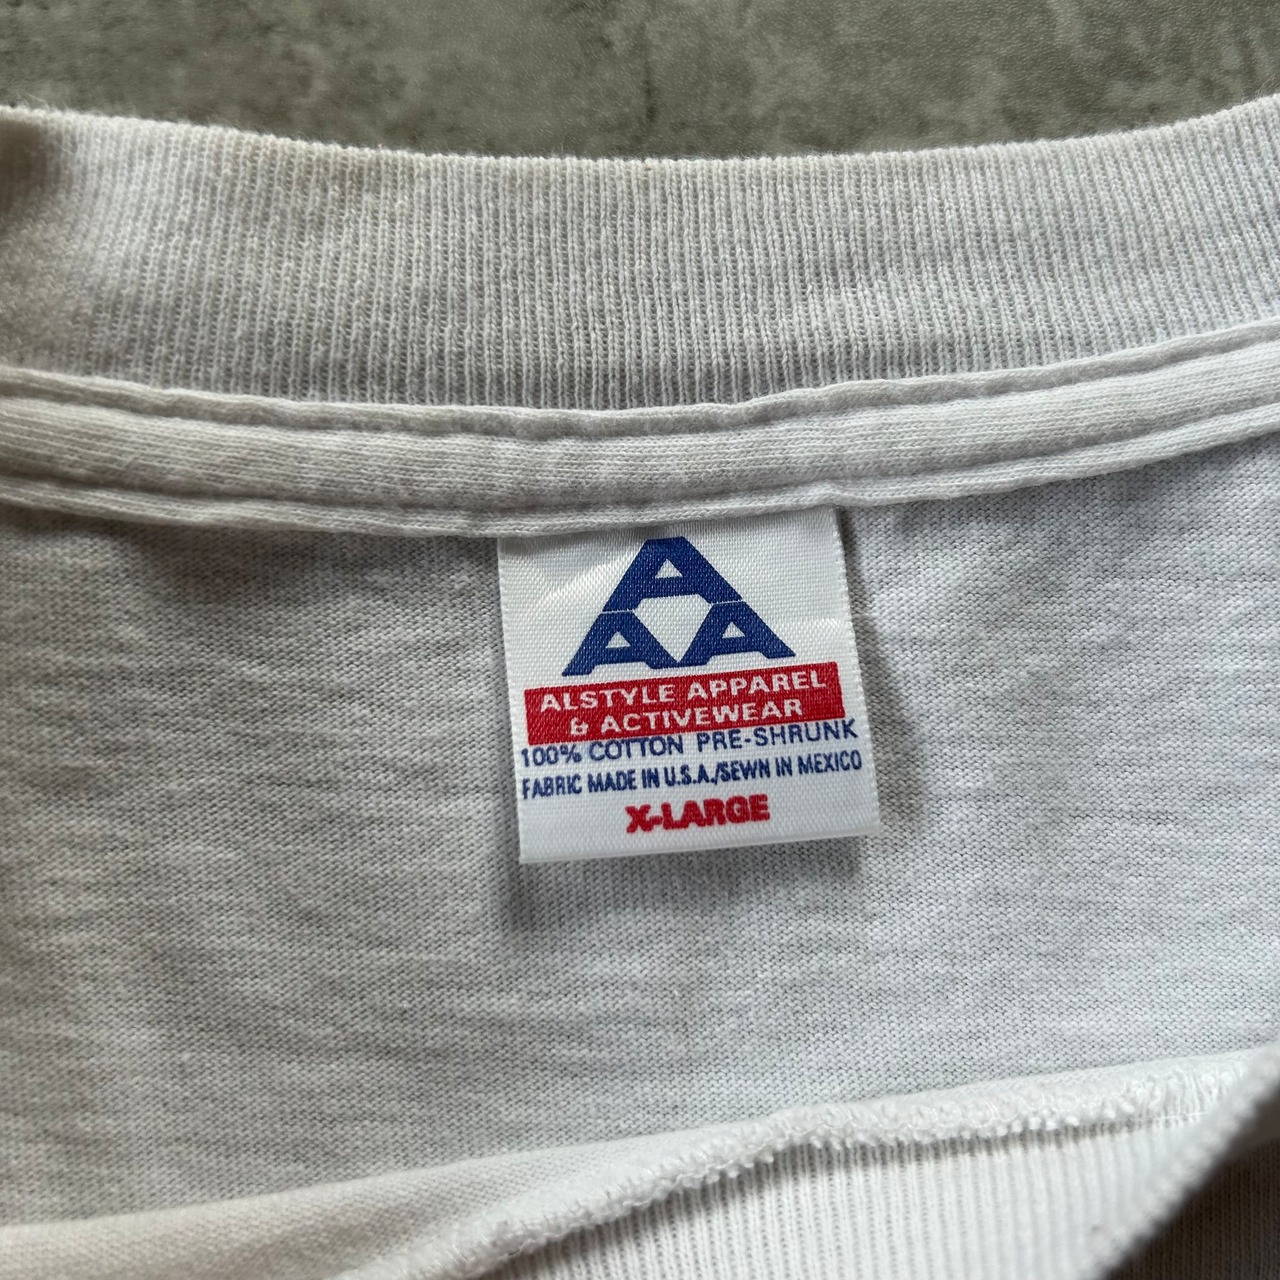 A
A A
ALSTYLE APPAREL
& ACTIVEWEAR
100% COTTON PRE-SHRUNK
FABRIC MADE IN U.S.A./SEWN IN MEXICO
X-LARGE